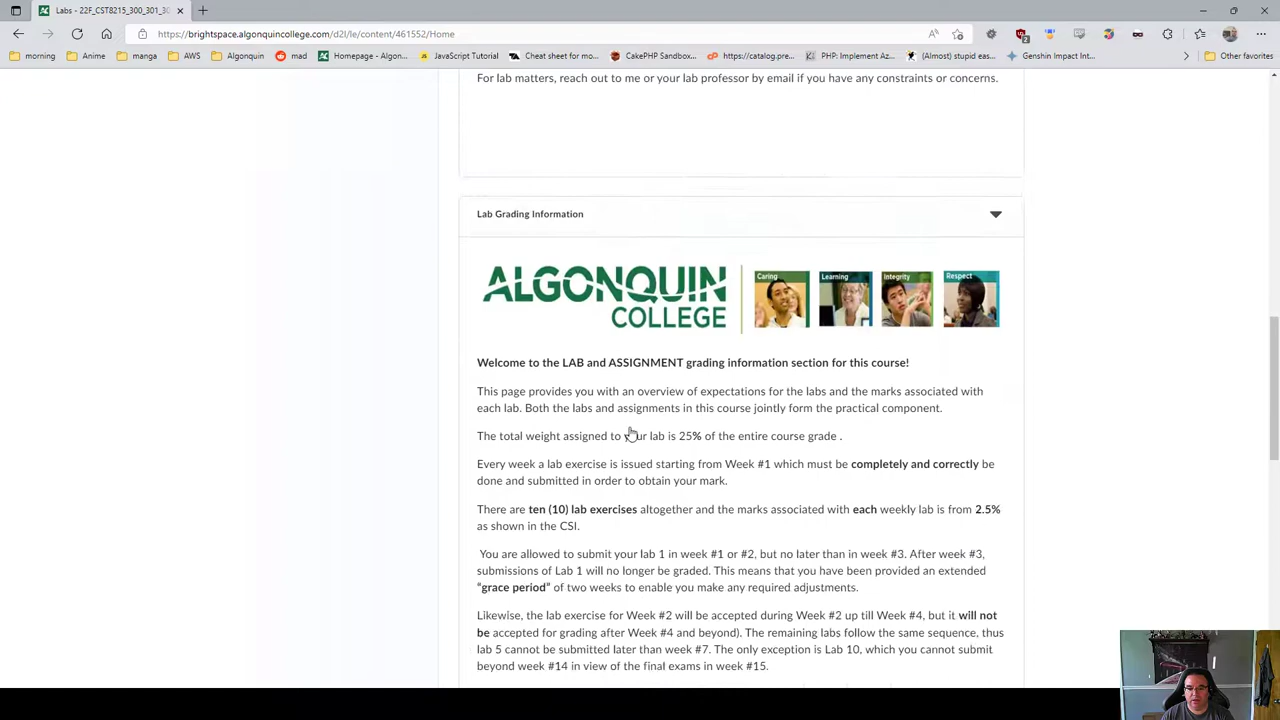 Labs - 22F_CST8215_300_301_30
https://brightspace.algonquincollege.com/d2l/le/content/461552/Home
morning
Anime
manga
AWS
Algonquin
mad
Homepage - Algon...
JavaScript Tutorial
Cheat sheet for mo...
CakePHP Sandbox...
https://catalog.pre...
PHP: Implement Az...
(Almost) stupid eas...
Genshin Impact Int...
Other favorites
For lab matters, reach out to me or your lab professor by email if you have any constraints or concerns.
Lab Grading Information
ALGONQUIN
COLLEGE
Caring
Learning
Integrity
Respect
Welcome to the LAB and ASSIGNMENT grading information section for this course!
This page provides you with an overview of expectations for the labs and the marks associated with
each lab. Both the labs and assignments in this course jointly form the practical component.
The total weight assigned to your lab is 25% of the entire course grade .
Every week a lab exercise is issued starting from Week #1 which must be completely and correctly be
done and submitted in order to obtain your mark.
There are ten (10) lab exercises altogether and the marks associated with each weekly lab is from 2.5%
as shown in the CSI.
You are allowed to submit your lab 1 in week #1 or #2, but no later than in week #3. After week #3,
submissions of Lab 1 will no longer be graded. This means that you have been provided an extended
“grace period” of two weeks to enable you make any required adjustments.
Likewise, the lab exercise for Week #2 will be accepted during Week #2 up till Week #4, but it will not
be accepted for grading after Week #4 and beyond). The remaining labs follow the same sequence, thus
lab 5 cannot be submitted later than week #7. The only exception is Lab 10, which you cannot submit
beyond week #14 in view of the final exams in week #15.